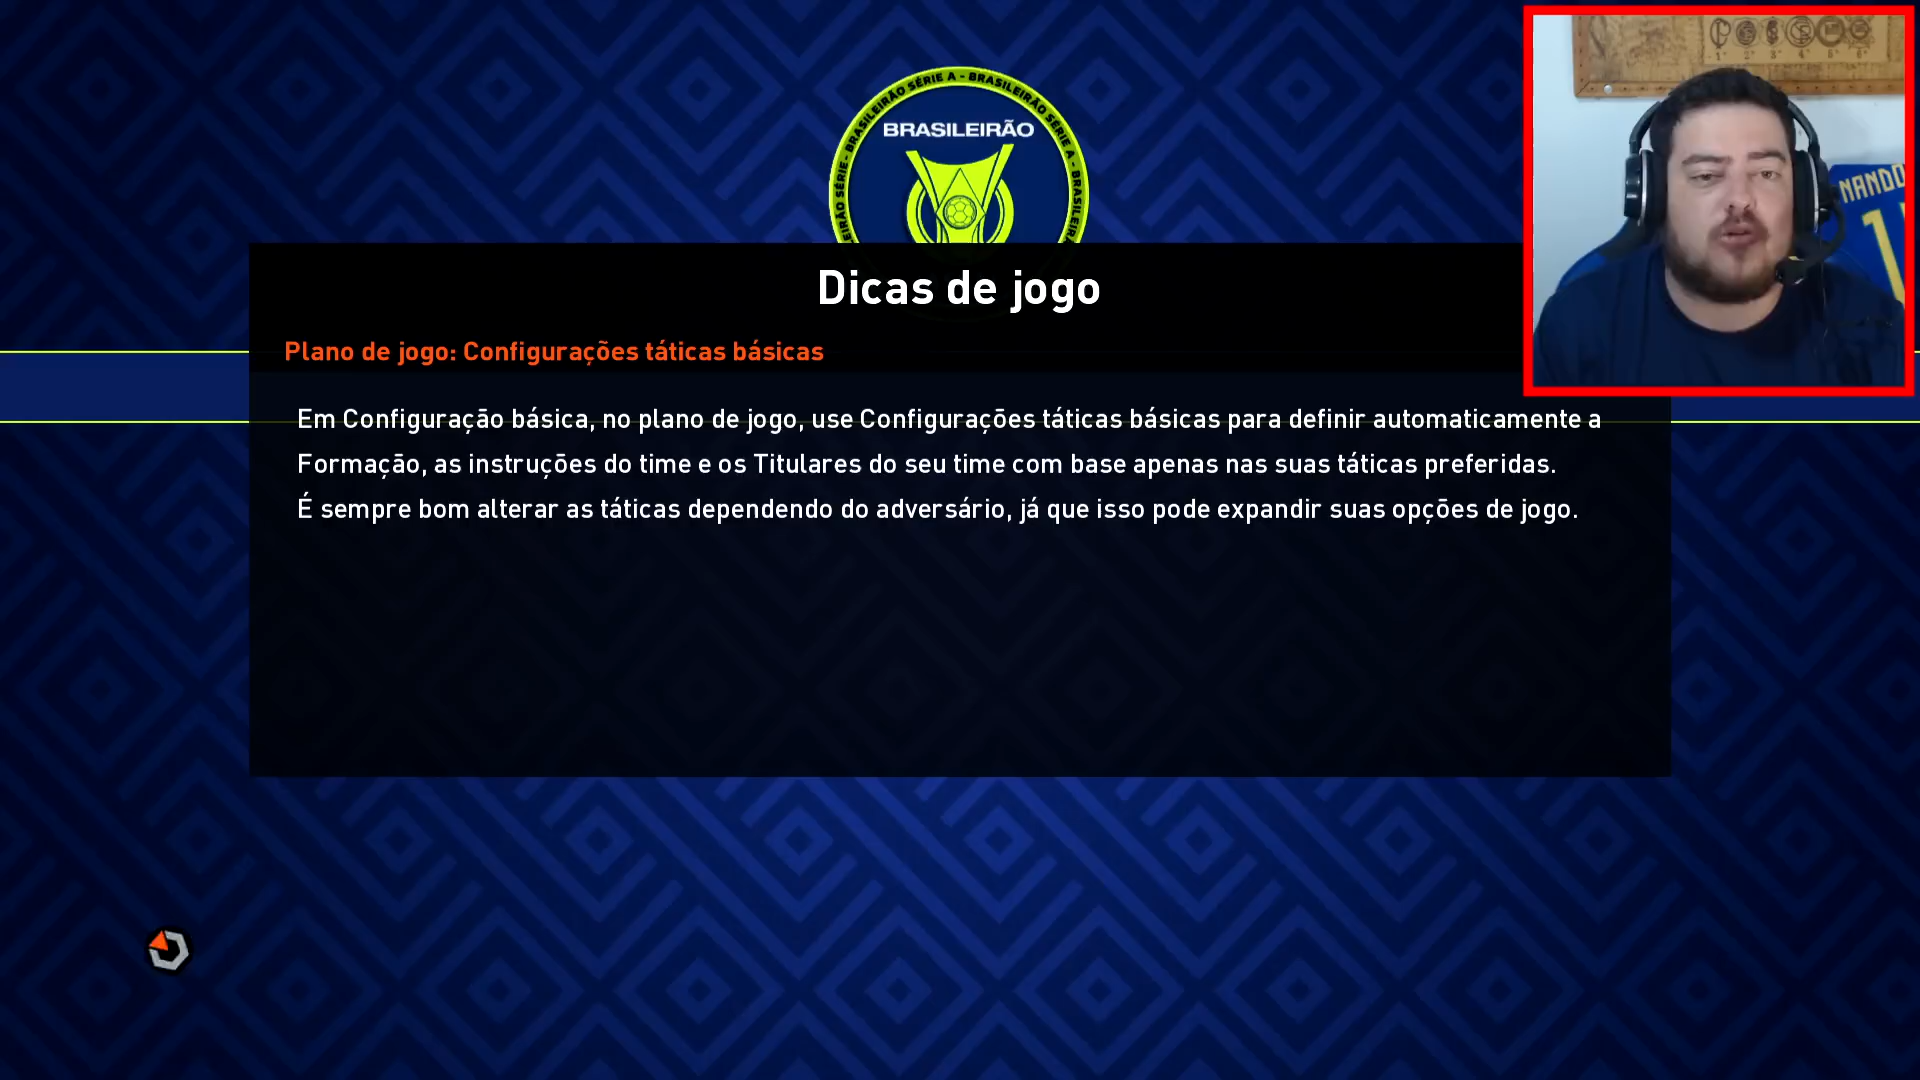 BRASILEIRÃO SÉRIE A - BRASILEIRÃO SÉRIE A - BRASILEIRÃO SÉRIE A - BRASILEIR
BRASILEIRÃO
NANDO
Dicas de jogo
Plano de jogo: Configurações táticas básicas
Em Configuração básica, no plano de jogo, use Configurações táticas básicas para definir automaticamente a
Formação, as instruções do time e os Titulares do seu time com base apenas nas suas táticas preferidas.
É sempre bom alterar as táticas dependendo do adversário, já que isso pode expandir suas opções de jogo.